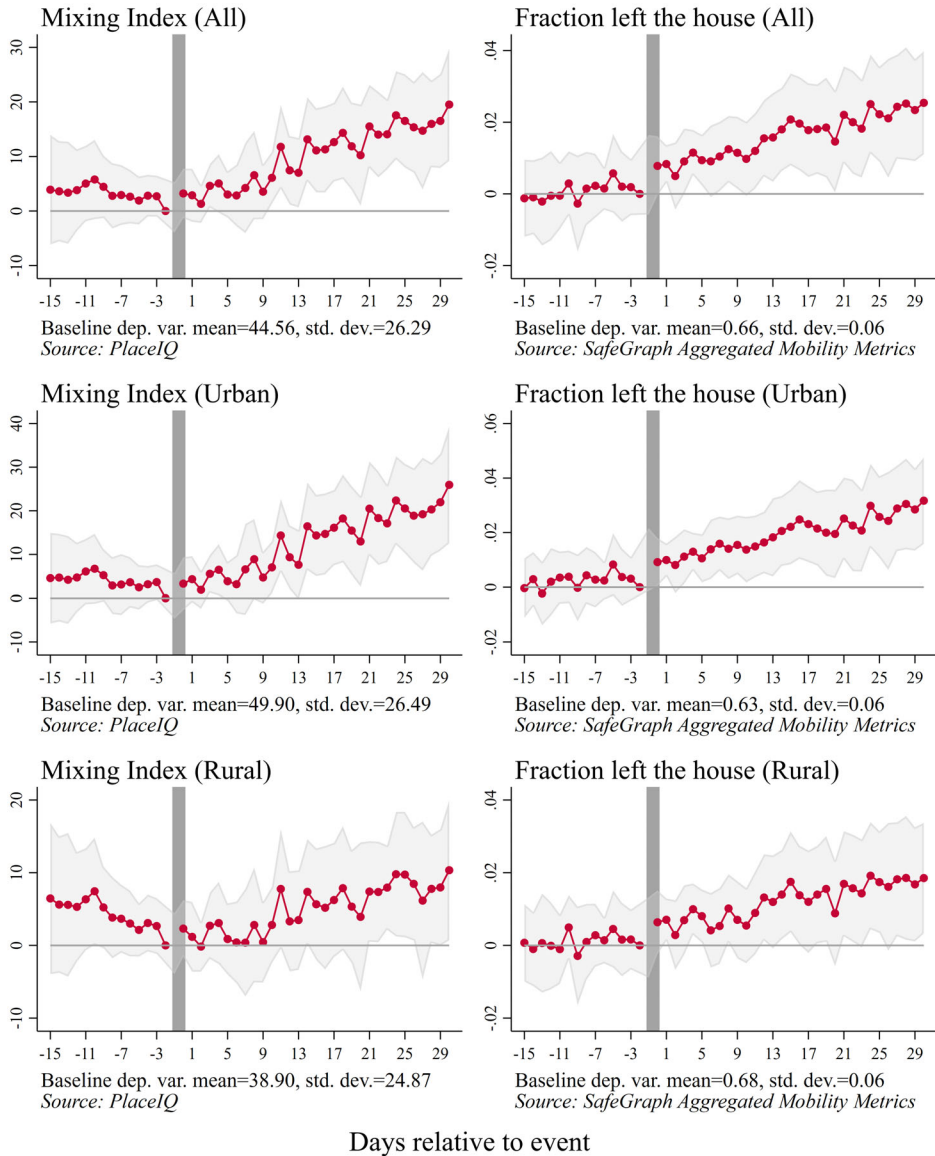 Mixing Index (All)
30
20
10
0
-10
-15 -11 -7 -3 1 5 9 13 17 21 25 29
Baseline dep. var. mean=44.56, std. dev.=26.29
Source: PlaceIQ
Fraction left the house (All)
.04
.02
0
-.02
-15 -11 -7 -3 1 5 9 13 17 21 25 29
Baseline dep. var. mean=0.66, std. dev.=0.06
Source: SafeGraph Aggregated Mobility Metrics
Mixing Index (Urban)
40
30
20
10
0
-10
-15 -11 -7 -3 1 5 9 13 17 21 25 29
Baseline dep. var. mean=49.90, std. dev.=26.49
Source: PlaceIQ
Fraction left the house (Urban)
.06
.04
.02
0
-.02
-15 -11 -7 -3 1 5 9 13 17 21 25 29
Baseline dep. var. mean=0.63, std. dev.=0.06
Source: SafeGraph Aggregated Mobility Metrics
Mixing Index (Rural)
20
10
0
-10
-15 -11 -7 -3 1 5 9 13 17 21 25 29
Baseline dep. var. mean=38.90, std. dev.=24.87
Source: PlaceIQ
Fraction left the house (Rural)
.04
.02
0
-.02
-15 -11 -7 -3 1 5 9 13 17 21 25 29
Baseline dep. var. mean=0.68, std. dev.=0.06
Source: SafeGraph Aggregated Mobility Metrics
Days relative to event